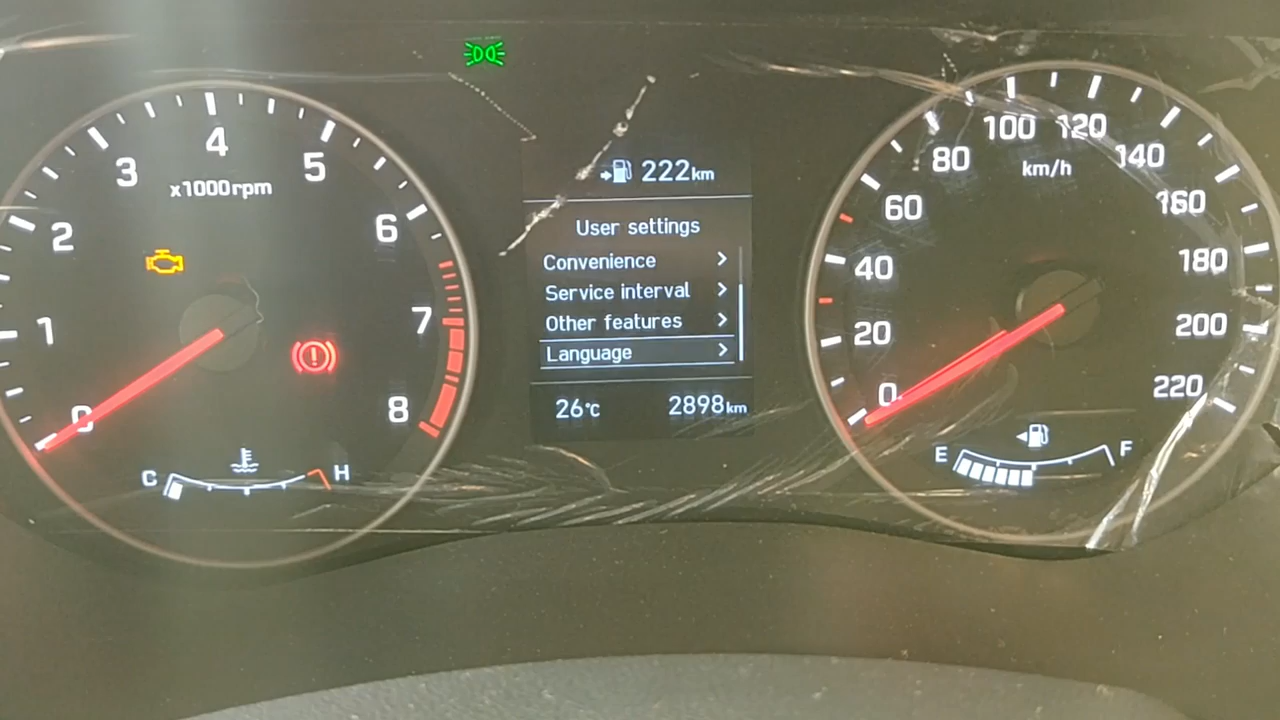 222km
User settings
Convenience
Service interval
Other features
Language
26°C 2898km
0
1
2
3
4
5
6
7
8
x1000rpm
C H
0
20
40
60
80
100
120
140
160
180
200
220
km/h
E F